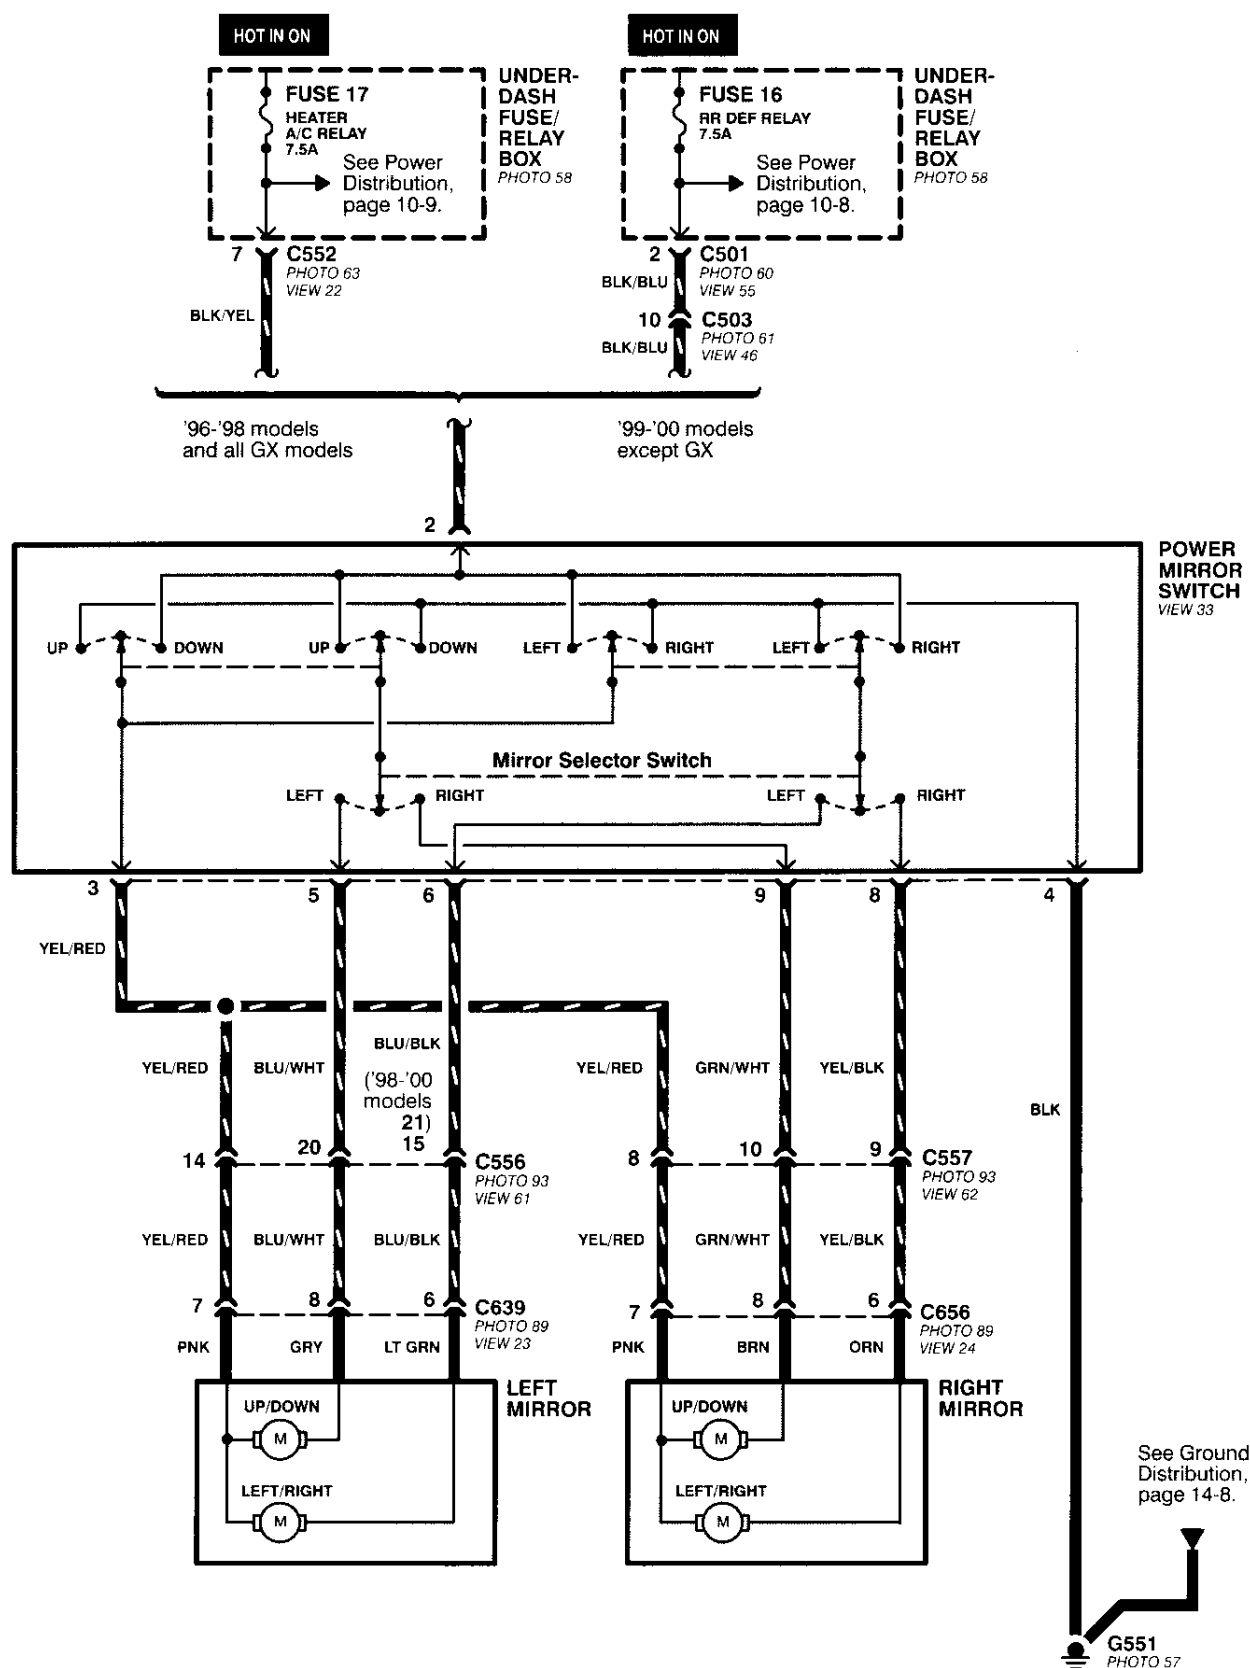 HOT IN ON
HOT IN ON
FUSE 17
HEATER
A/C RELAY
7.5A
See Power
Distribution,
page 10-9.
UNDER-
DASH
FUSE/
RELAY
BOX
PHOTO 58
FUSE 16
RR DEF RELAY
7.5A
See Power
Distribution,
page 10-8.
UNDER-
DASH
FUSE/
RELAY
BOX
PHOTO 58
7
C552
PHOTO 63
VIEW 22
BLK/YEL
2
C501
PHOTO 60
VIEW 55
BLK/BLU
10
C503
PHOTO 61
VIEW 46
BLK/BLU
'96-'98 models
and all GX models
'99-'00 models
except GX
2
POWER
MIRROR
SWITCH
VIEW 33
UP
DOWN
UP
DOWN
LEFT
RIGHT
LEFT
RIGHT
Mirror Selector Switch
LEFT
RIGHT
LEFT
RIGHT
3
5
6
9
8
4
YEL/RED
YEL/RED
BLU/WHT
BLU/BLK
('98-'00
models
21)
15
YEL/RED
GRN/WHT
YEL/BLK
BLK
14
20
C556
PHOTO 93
VIEW 61
8
10
9
C557
PHOTO 93
VIEW 62
YEL/RED
BLU/WHT
BLU/BLK
YEL/RED
GRN/WHT
YEL/BLK
7
8
6
C639
PHOTO 89
VIEW 23
7
8
6
C656
PHOTO 89
VIEW 24
PNK
GRY
LT GRN
PNK
BRN
ORN
LEFT
MIRROR
UP/DOWN
M
LEFT/RIGHT
M
RIGHT
MIRROR
UP/DOWN
M
LEFT/RIGHT
M
See Ground
Distribution,
page 14-8.
G551
PHOTO 57